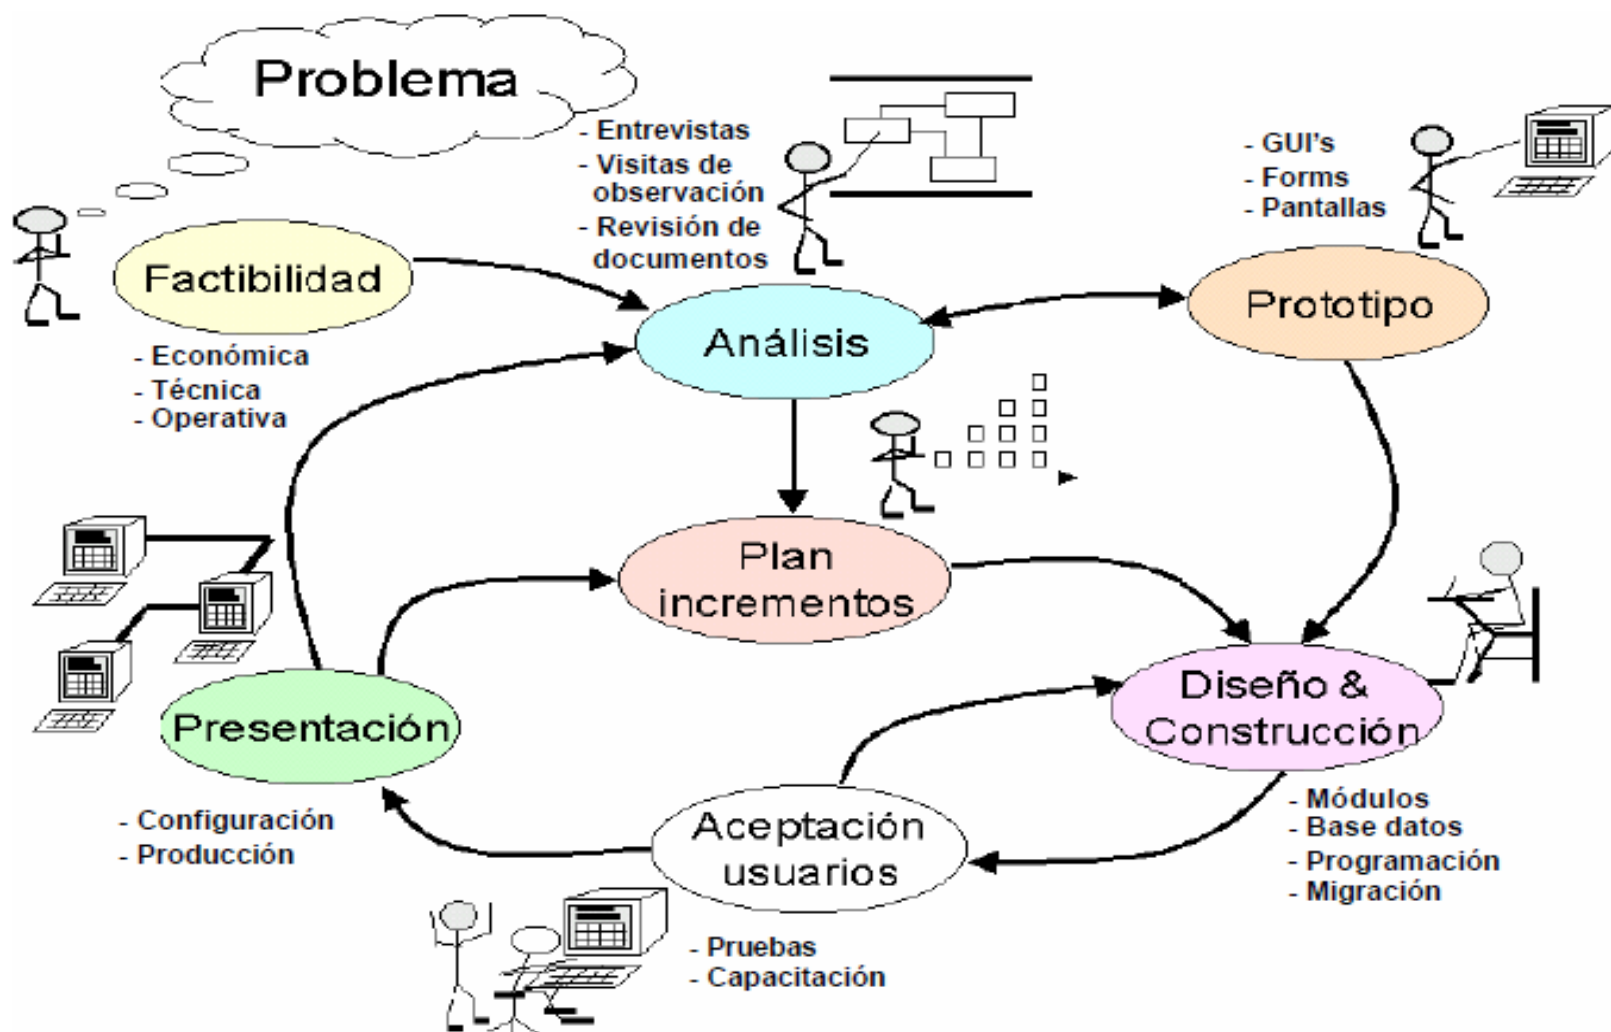 Problema
- Entrevistas
- Visitas de
observación
- Revisión de
documentos
- GUI's
- Forms
- Pantallas
Factibilidad
- Económica
- Técnica
- Operativa
Análisis
Prototipo
Plan
incrementos
Presentación
- Configuración
- Producción
Diseño &
Construcción
- Módulos
- Base datos
- Programación
- Migración
Aceptación
usuarios
- Pruebas
- Capacitación